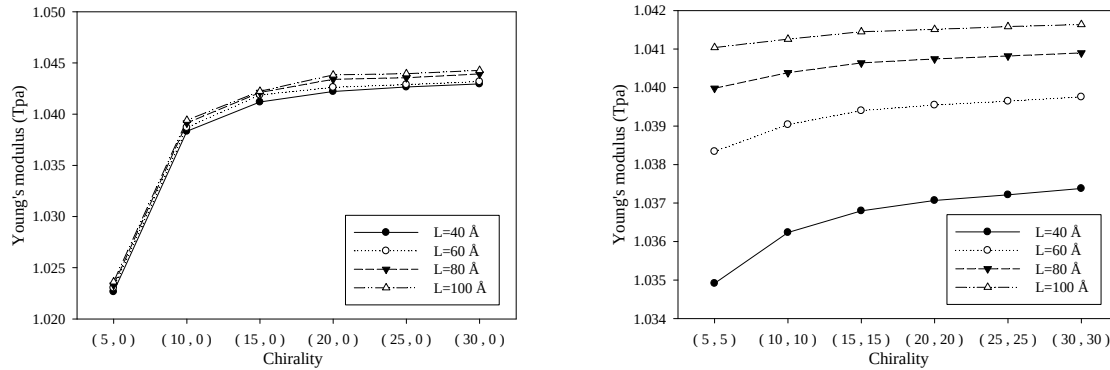 1.050
1.045
1.040
1.035
1.030
1.025
1.020
Young's modulus (Tpa)
L=40 Å
L=60 Å
L=80 Å
L=100 Å
( 5 , 0 ) ( 10 , 0 ) ( 15 , 0 ) ( 20 , 0 ) ( 25 , 0 ) ( 30 , 0 )
Chirality
1.042
1.041
1.040
1.039
1.038
1.037
1.036
1.035
1.034
Young's modulus (Tpa)
L=40 Å
L=60 Å
L=80 Å
L=100 Å
( 5 , 5 ) ( 10 , 10 ) ( 15 , 15 ) ( 20 , 20 ) ( 25 , 25 ) ( 30 , 30 )
Chirality